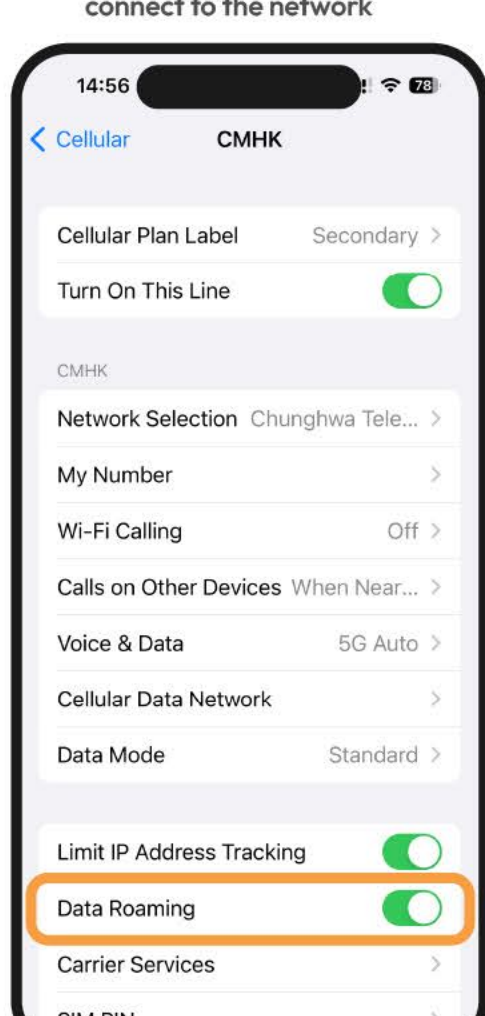 connect to the network
14:56
78
Cellular CMHK
Cellular Plan Label Secondary
Turn On This Line
CMHK
Network Selection Chunghwa Tele...
My Number
Wi-Fi Calling Off
Calls on Other Devices When Near...
Voice & Data 5G Auto
Cellular Data Network
Data Mode Standard
Limit IP Address Tracking
Data Roaming
Carrier Services
SIM PIN